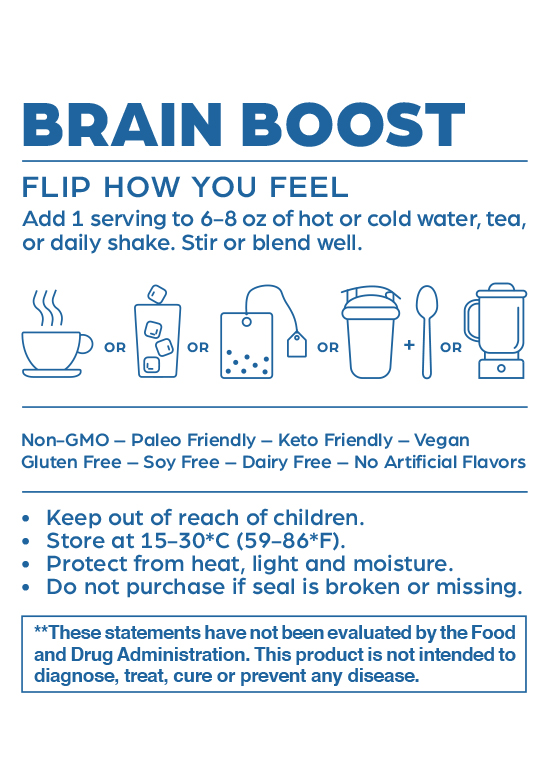 BRAIN BOOST
FLIP HOW YOU FEEL
Add 1 serving to 6–8 oz of hot or cold water, tea,
or daily shake. Stir or blend well.
OR OR OR + OR
Non-GMO – Paleo Friendly – Keto Friendly – Vegan
Gluten Free – Soy Free – Dairy Free – No Artificial Flavors
• Keep out of reach of children.
• Store at 15–30*C (59–86*F).
• Protect from heat, light and moisture.
• Do not purchase if seal is broken or missing.
**These statements have not been evaluated by the Food
and Drug Administration. This product is not intended to
diagnose, treat, cure or prevent any disease.